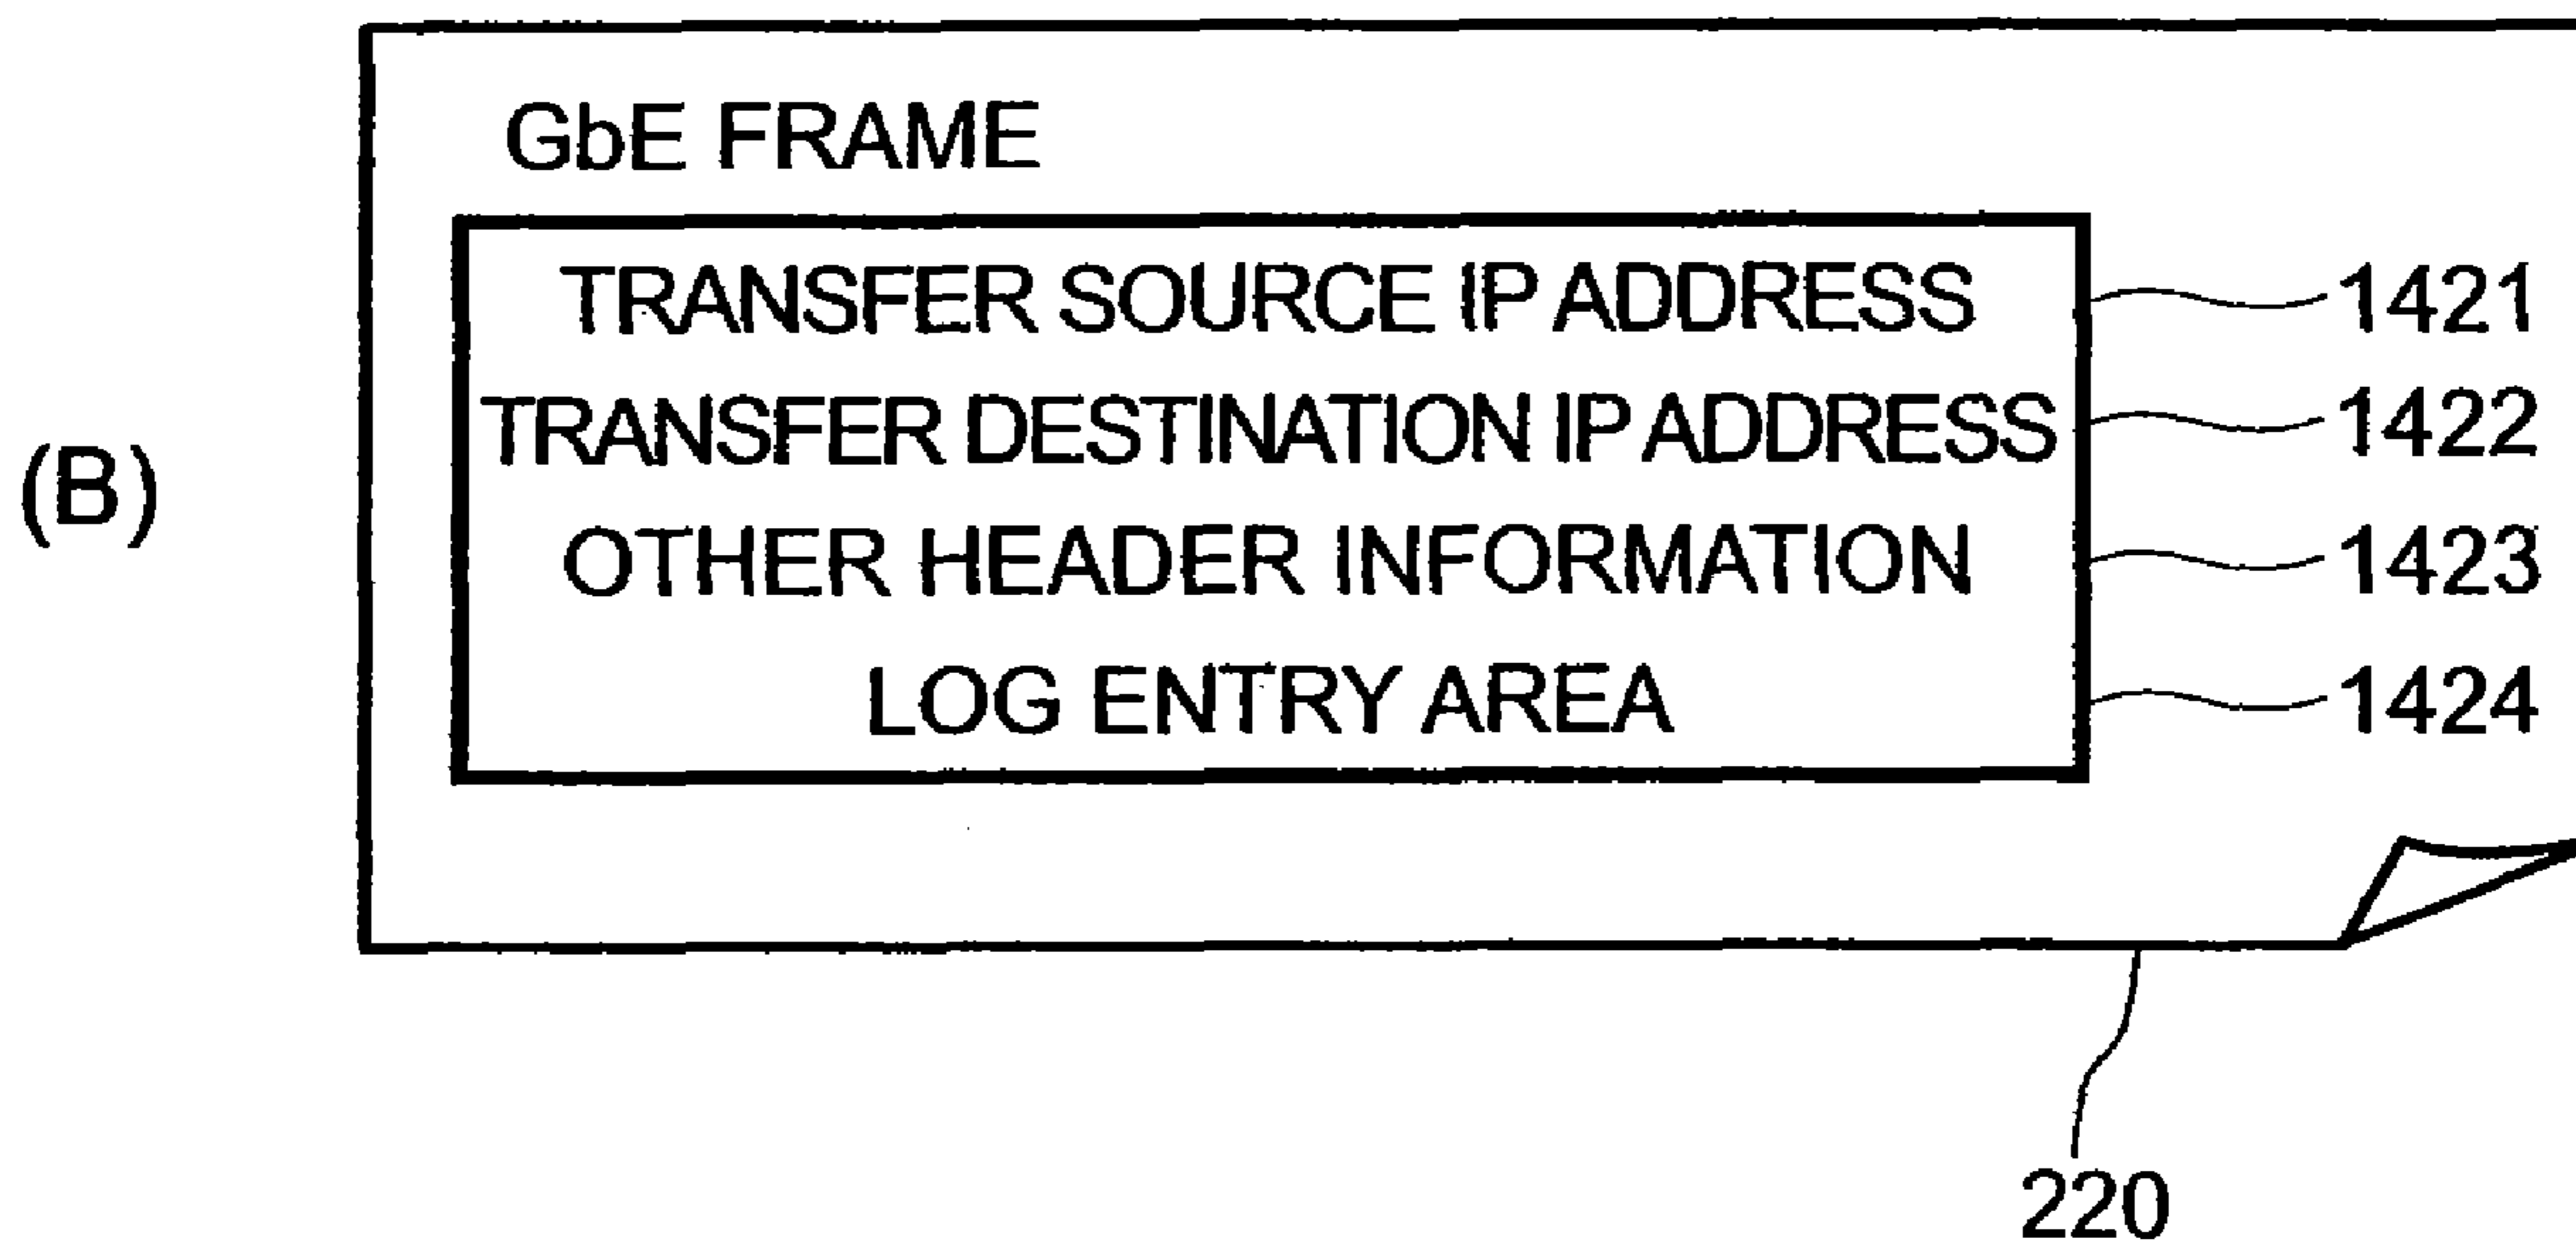 GbE FRAME
TRANSFER SOURCE IP ADDRESS 1421
TRANSFER DESTINATION IP ADDRESS 1422
(B)
OTHER HEADER INFORMATION 1423
LOG ENTRY AREA 1424
220